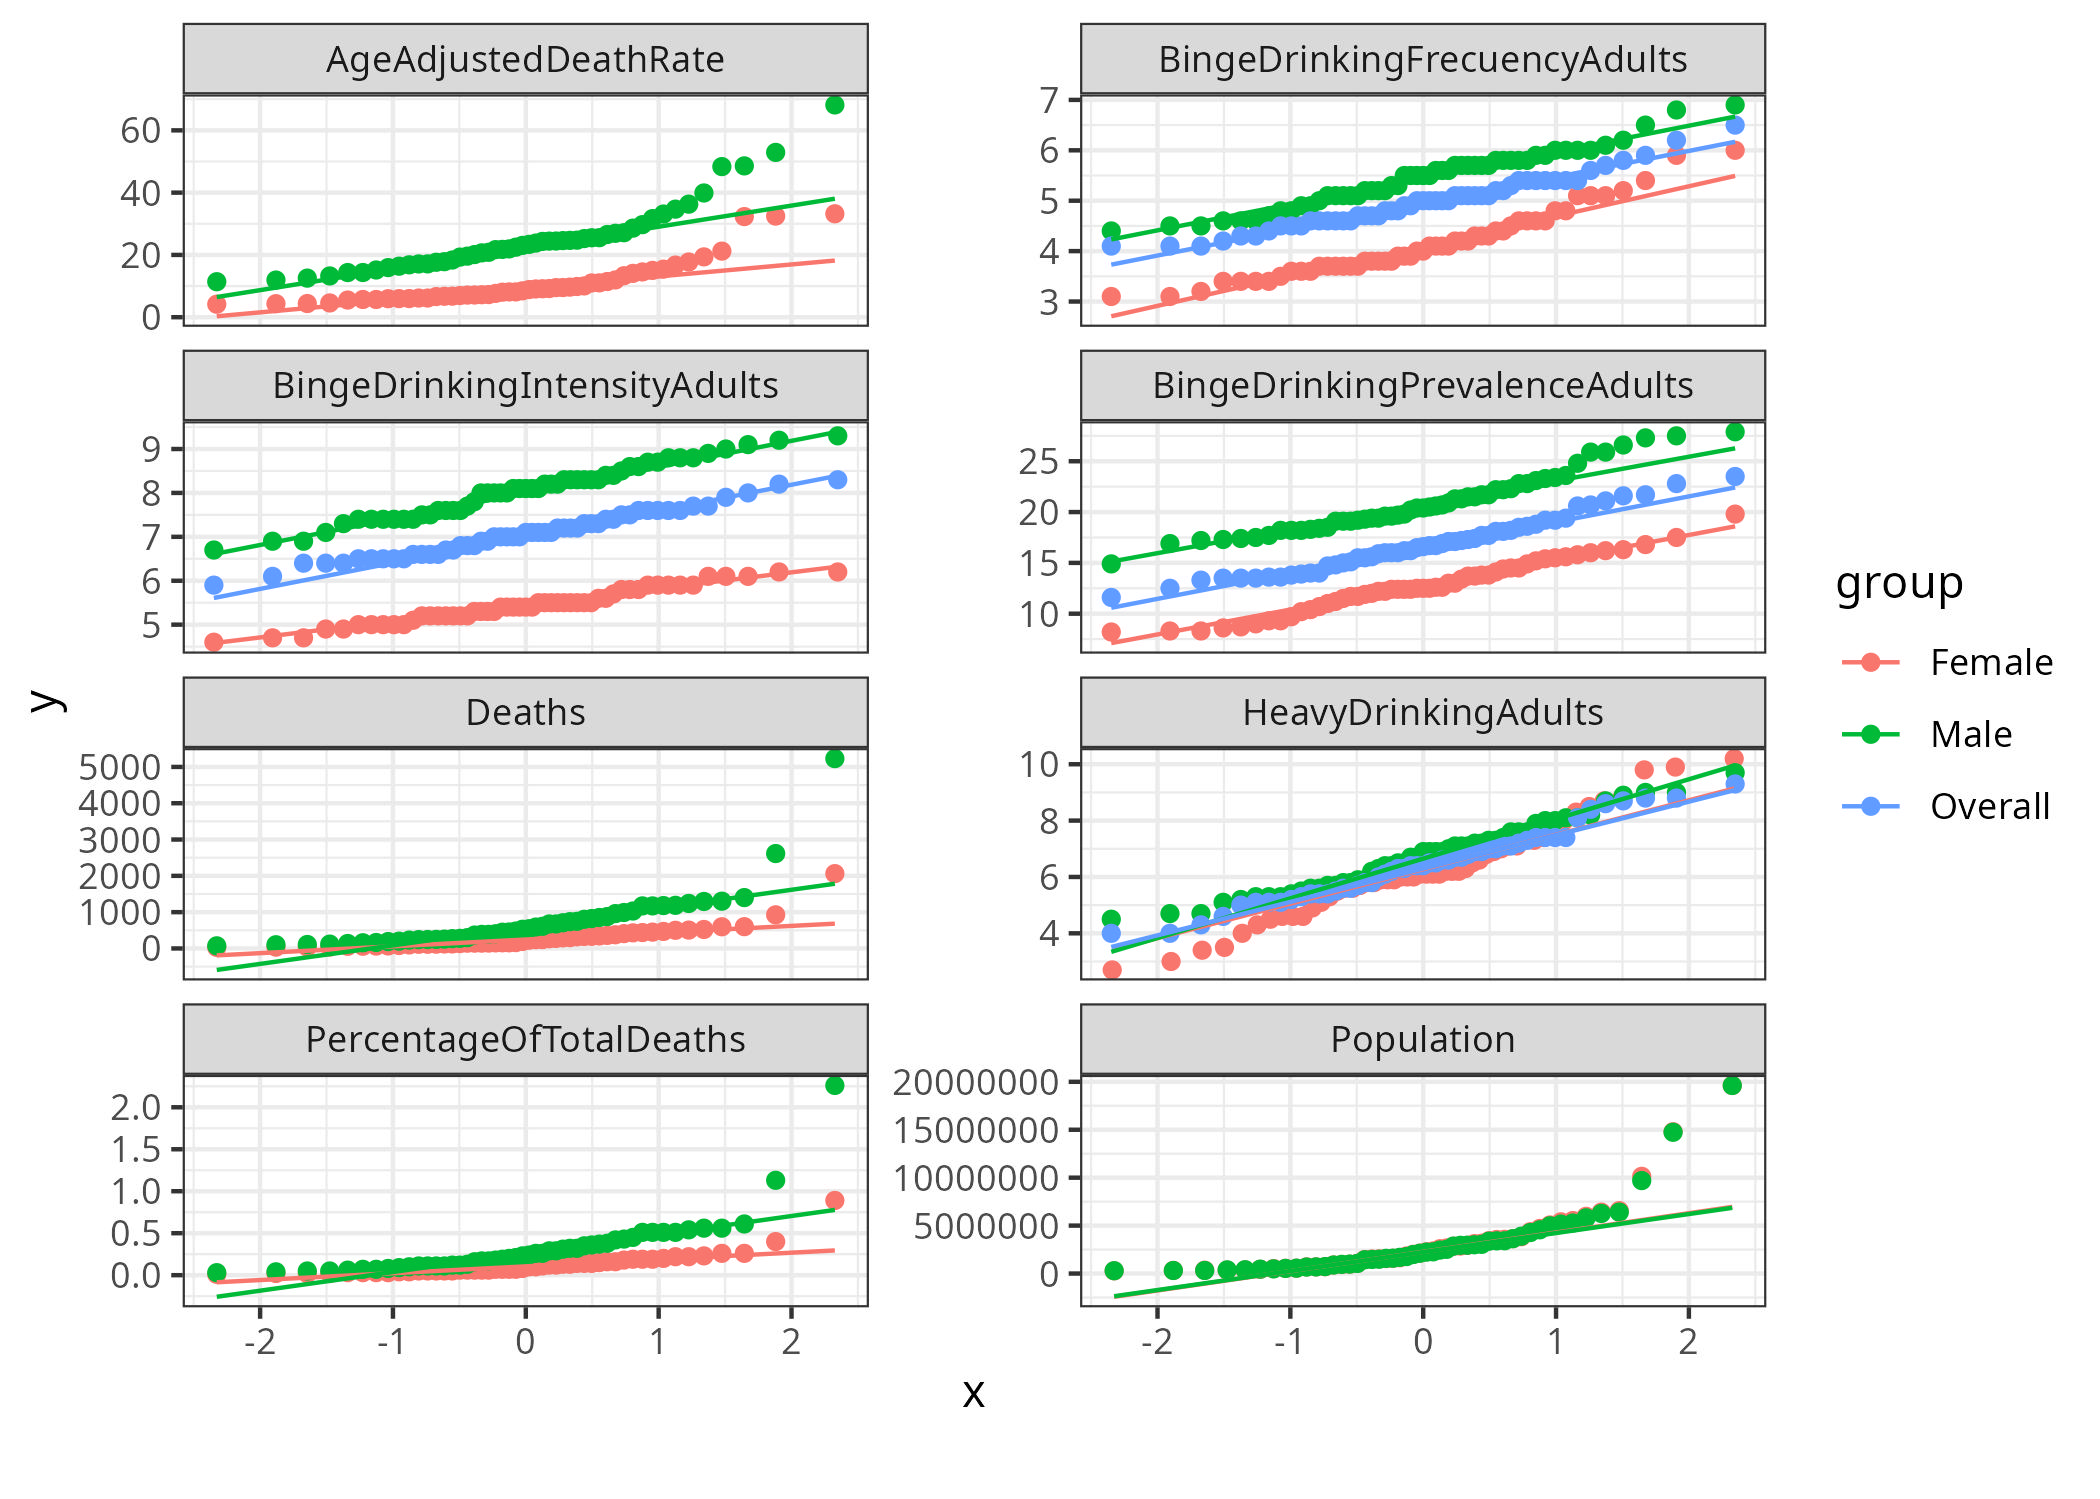 AgeAdjustedDeathRate
BingeDrinkingFrecuencyAdults
60
40
20
0
7
6
5
4
3
BingeDrinkingIntensityAdults
BingeDrinkingPrevalenceAdults
9
8
7
6
5
25
20
15
10
group
Female
Male
Overall
y
Deaths
HeavyDrinkingAdults
5000
4000
3000
2000
1000
0
10
8
6
4
PercentageOfTotalDeaths
Population
2.0
1.5
1.0
0.5
0.0
20000000
15000000
10000000
5000000
0
-2 -1 0 1 2
-2 -1 0 1 2
x